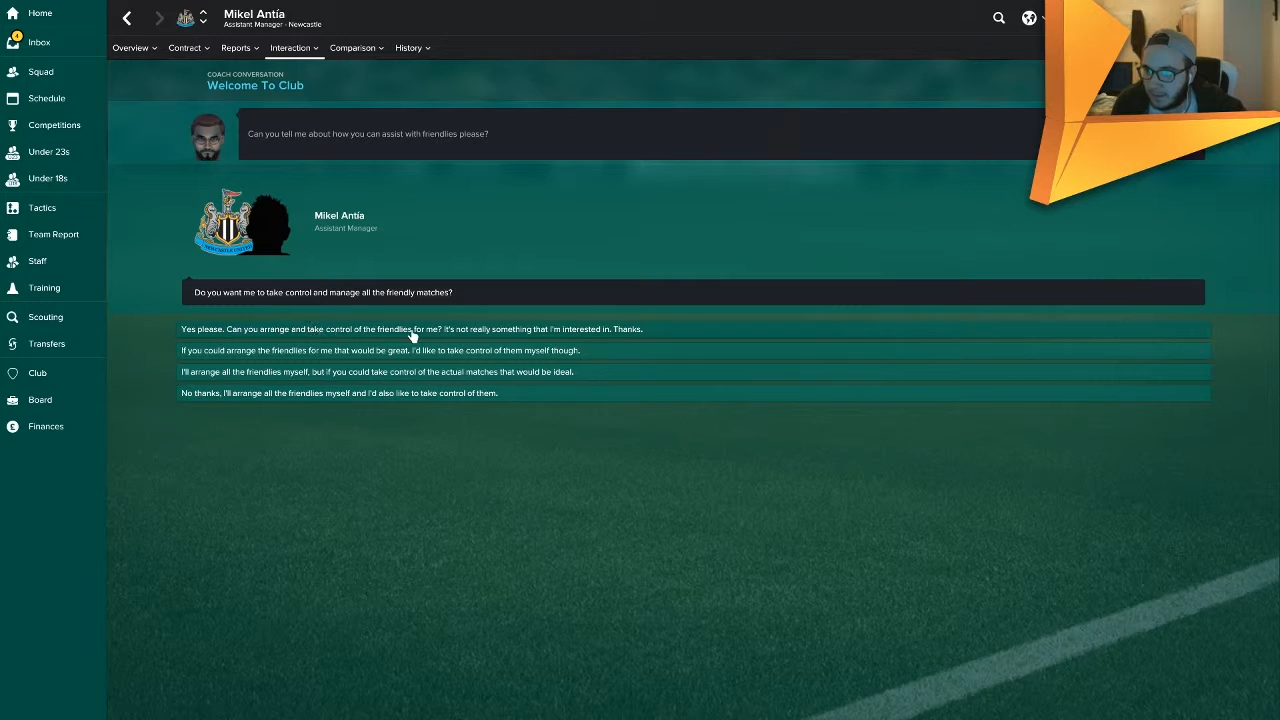 Home
Mikel Antía
Assistant Manager - Newcastle
4
Inbox
Overview
Contract
Reports
Interaction
Comparison
History
Squad
Schedule
Competitions
Under 23s
Under 18s
Tactics
Team Report
Staff
Training
Scouting
Transfers
Club
Board
Finances
COACH CONVERSATION
Welcome To Club
Can you tell me about how you can assist with friendlies please?
Mikel Antía
Assistant Manager
Do you want me to take control and manage all the friendly matches?
Yes please. Can you arrange and take control of the friendlies for me? It's not really something that I'm interested in. Thanks.
If you could arrange the friendlies for me that would be great. I'd like to take control of them myself though.
I'll arrange all the friendlies myself, but if you could take control of the actual matches that would be ideal.
No thanks, I'll arrange all the friendlies myself and I'd also like to take control of them.